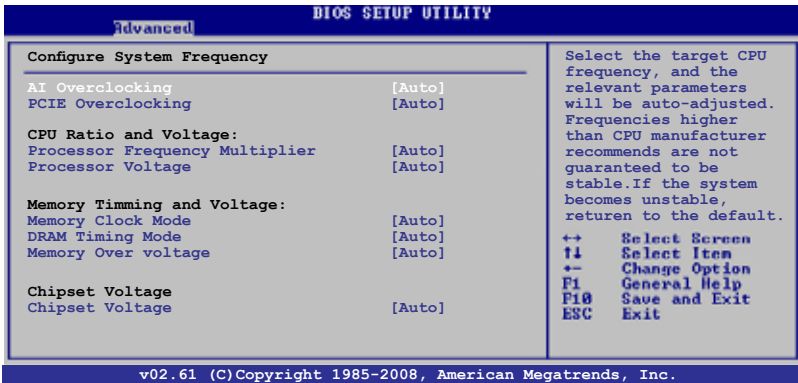 BIOS SETUP UTILITY
Advanced
Configure System Frequency
AI Overclocking [Auto]
PCIE Overclocking [Auto]
CPU Ratio and Voltage:
Processor Frequency Multiplier [Auto]
Processor Voltage [Auto]
Memory Timming and Voltage:
Memory Clock Mode [Auto]
DRAM Timing Mode [Auto]
Memory Over voltage [Auto]
Chipset Voltage
Chipset Voltage [Auto]
Select the target CPU
frequency, and the
relevant parameters
will be auto-adjusted.
Frequencies higher
than CPU manufacturer
recommends are not
guaranteed to be
stable.If the system
becomes unstable,
returen to the default.
↔ Select Screen
↑↓ Select Item
+- Change Option
F1 General Help
F10 Save and Exit
ESC Exit
v02.61 (C)Copyright 1985-2008, American Megatrends, Inc.